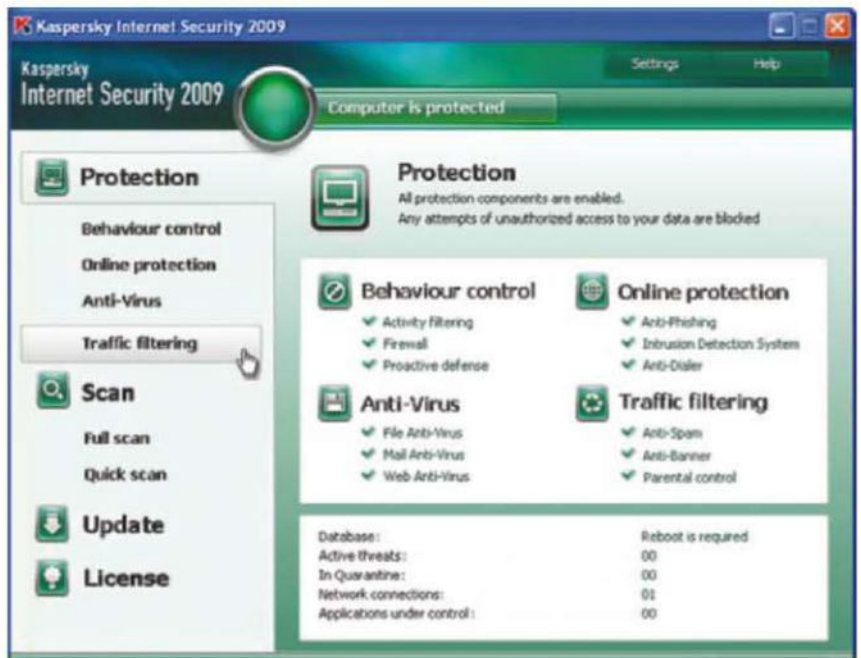 Kaspersky Internet Security 2009
Settings Help
Kaspersky
Internet Security 2009
Computer is protected
Protection
Behaviour control
Online protection
Anti-Virus
Traffic filtering
Scan
Full scan
Quick scan
Update
License
Protection
All protection components are enabled.
Any attempts of unauthorized access to your data are blocked
Behaviour control
Activity filtering
Firewall
Proactive defense
Online protection
Anti-Phishing
Intrusion Detection System
Anti-Dialer
Anti-Virus
File Anti-Virus
Mail Anti-Virus
Web Anti-Virus
Traffic filtering
Anti-Spam
Anti-Banner
Parental control
Database: Reboot is required
Active threats: 00
In Quarantine: 00
Network connections: 01
Applications under control: 00